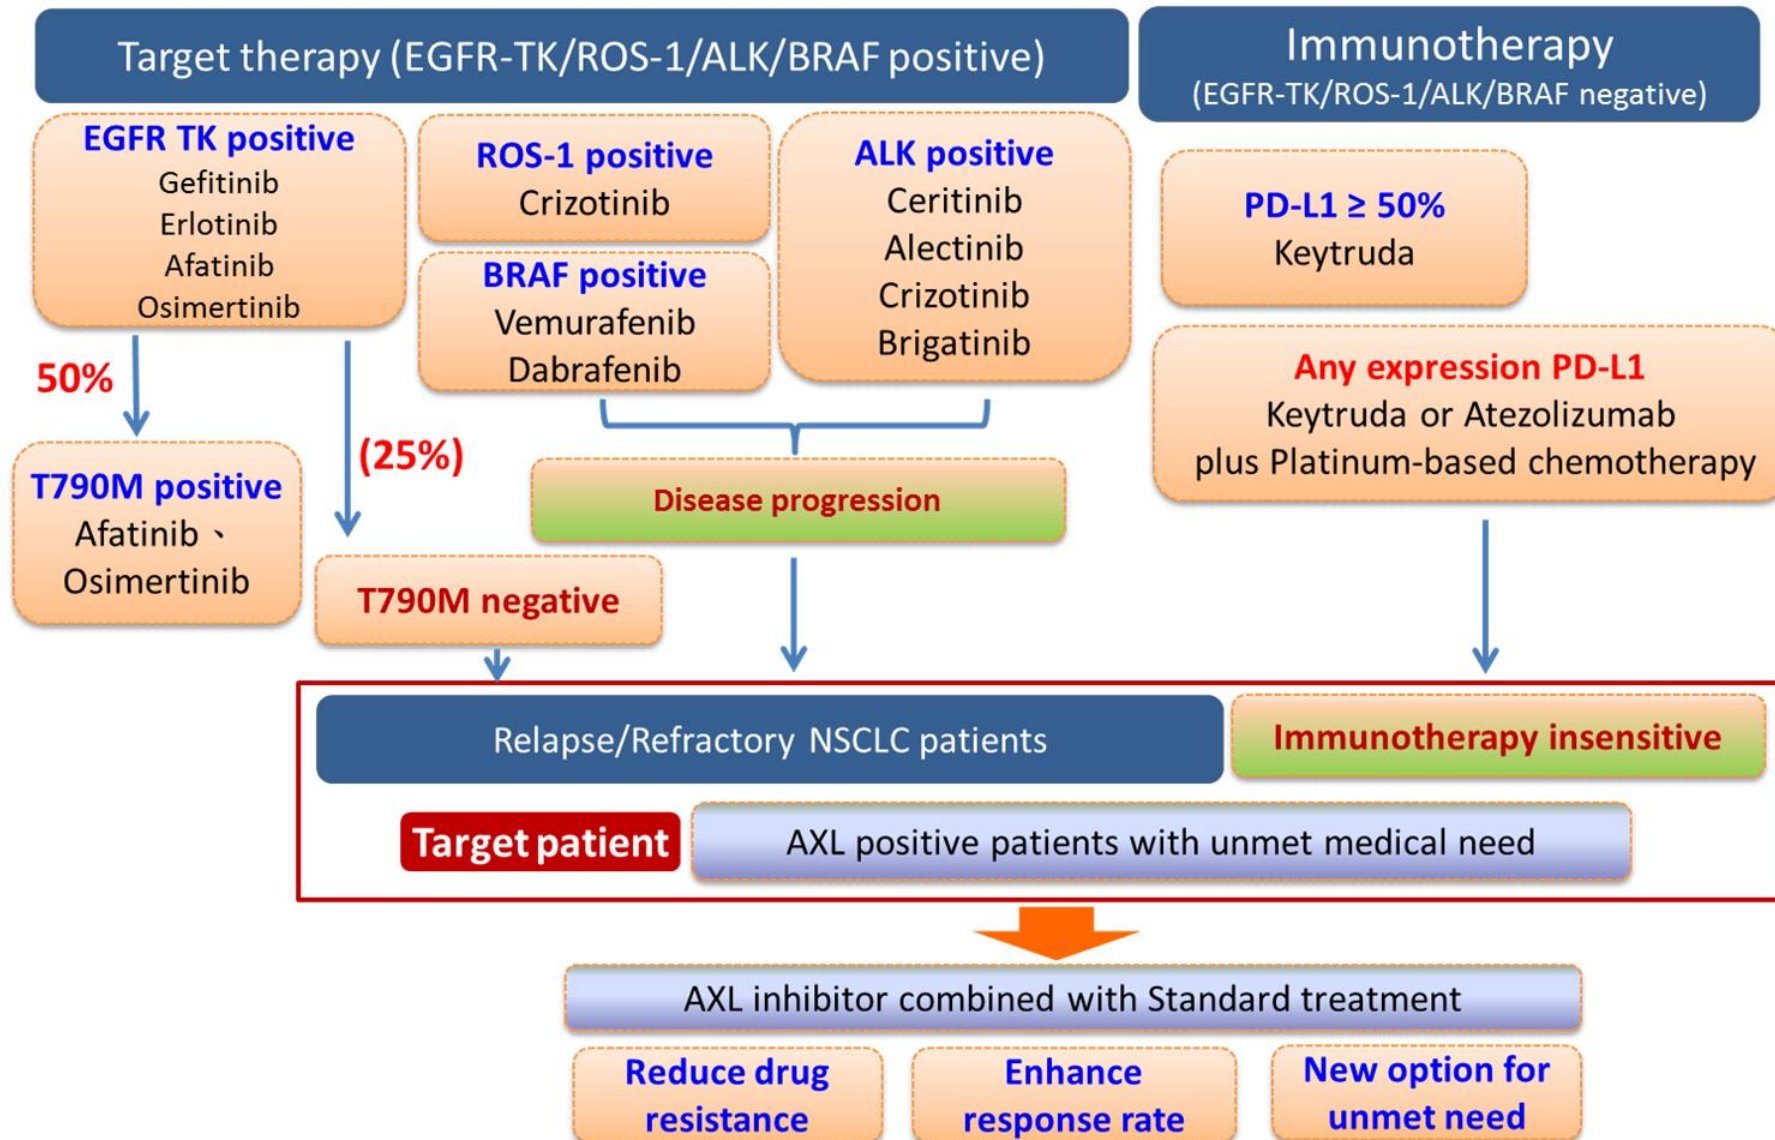 Target therapy (EGFR-TK/ROS-1/ALK/BRAF positive)
Immunotherapy
(EGFR-TK/ROS-1/ALK/BRAF negative)
EGFR TK positive
Gefitinib
Erlotinib
Afatinib
Osimertinib
ROS-1 positive
Crizotinib
BRAF positive
Vemurafenib
Dabrafenib
ALK positive
Ceritinib
Alectinib
Crizotinib
Brigatinib
PD-L1 ≥ 50%
Keytruda
Any expression PD-L1
Keytruda or Atezolizumab
plus Platinum-based chemotherapy
50%
(25%)
T790M positive
Afatinib、
Osimertinib
T790M negative
Disease progression
Relapse/Refractory NSCLC patients
Immunotherapy insensitive
Target patient
AXL positive patients with unmet medical need
AXL inhibitor combined with Standard treatment
Reduce drug
resistance
Enhance
response rate
New option for
unmet need